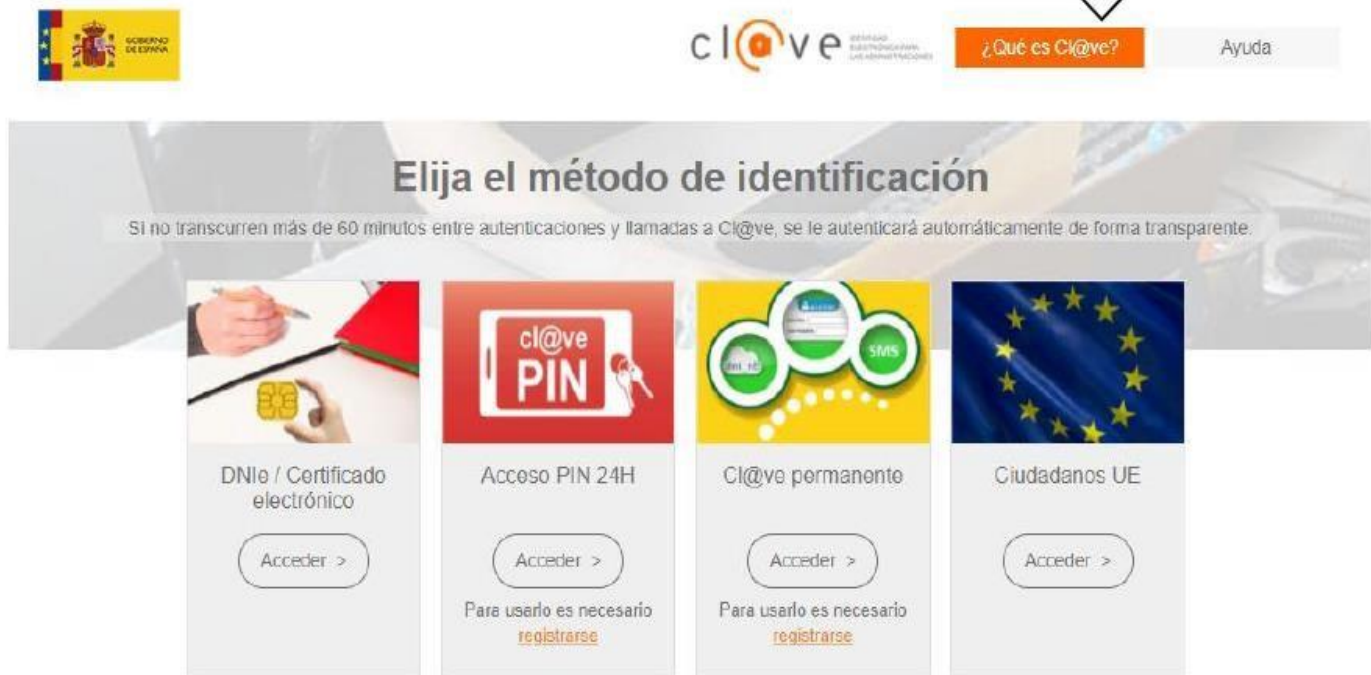 GOBIERNO
DE ESPAÑA
cl@ve
¿Qué es Cl@ve?
Ayuda
Elija el método de identificación
Si no transcurren más de 60 minutos entre autenticaciones y llamadas a Cl@ve, se le autenticará automáticamente de forma transparente.
cl@ve
PIN
SMS
DNIe / Certificado
electrónico
Acceso PIN 24H
Cl@ve permanente
Ciudadanos UE
Acceder >
Acceder >
Acceder >
Acceder >
Para usarlo es necesario
registrarse
Para usarlo es necesario
registrarse